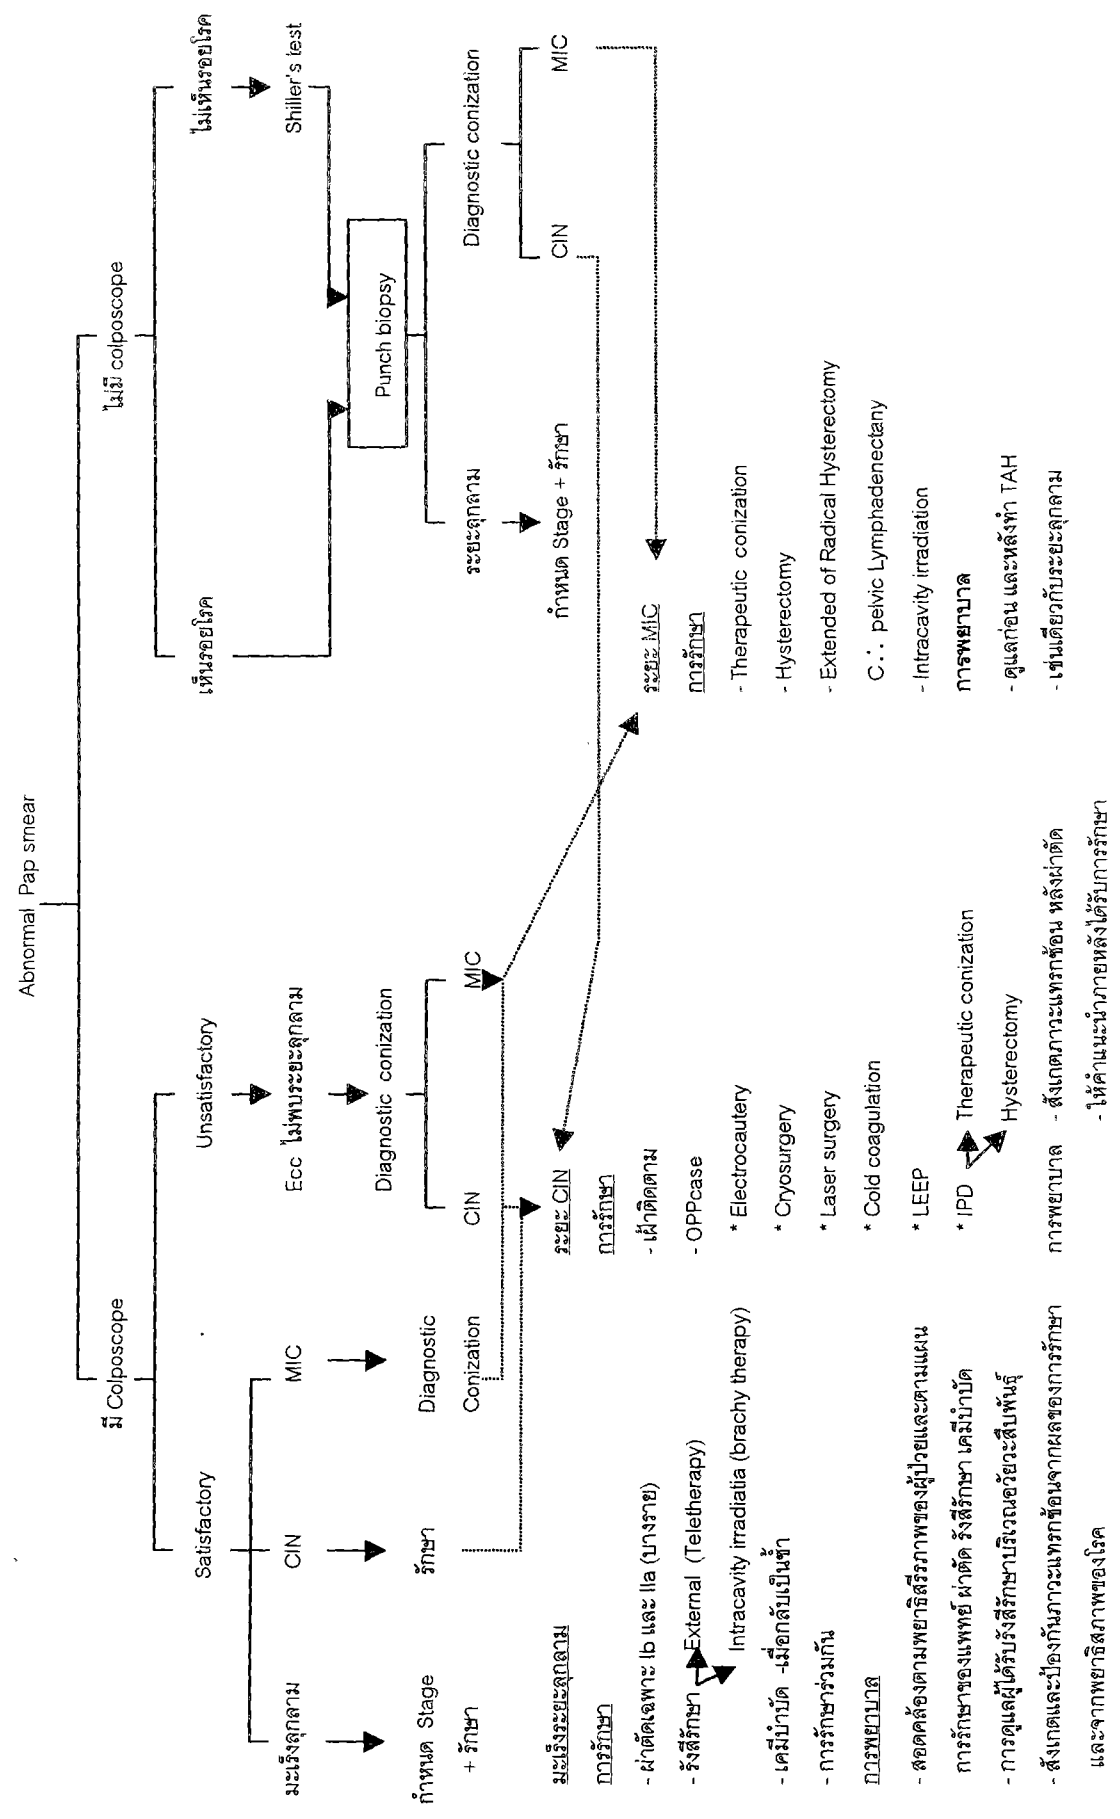 Abnormal Pap smear
มี Colposcope
ไม่มี colposcope
Satisfactory
Unsatisfactory
เห็นรอยโรค
ไม่เห็นรอยโรค
มะเร็งลุกลาม
CIN
MIC
Ecc ไม่พบระยะลุกลาม
Shiller's test
กำหนด Stage
+ รักษา
รักษา
Diagnostic
Conization
Diagnostic conization
CIN
MIC
Punch biopsy
ระยะลุกลาม
Diagnostic conization
กำหนด Stage + รักษา
CIN
MIC
มะเร็งระยะลุกลาม
การรักษา
- ผ่าตัดเฉพาะ Ib และ IIa (บางราย)
- รังสีรักษา
External (Teletherapy)
Intracavity irradiatia (brachy therapy)
- เคมีบำบัด -เมื่อกลับเป็นซ้ำ
- การรักษาร่วมกัน
การพยาบาล
- สอดคล้องตามพยาธิสรีรภาพของผู้ป่วยและตามแผน
การรักษาของแพทย์ ผ่าตัด รังสีรักษา เคมีบำบัด
- การดูแลผู้ได้รับรังสีรักษาบริเวณอวัยวะสืบพันธุ์
- สังเกตและป้องกันภาวะแทรกซ้อนจากผลของการรักษา
และจากพยาธิสภาพของโรค
ระยะ CIN
การรักษา
- เฝ้าติดตาม
- OPPcase
* Electrocautery
* Cryosurgery
* Laser surgery
* Cold coagulation
* LEEP
* IPD
Therapeutic conization
Hysterectomy
การพยาบาล - สังเกตภาวะแทรกซ้อน หลังผ่าตัด
- ให้คำแนะนำภายหลังได้รับการรักษา
ระยะ MIC
การรักษา
- Therapeutic conization
- Hysterectomy
- Extended of Radical Hysterectomy
C∴ pelvic Lymphadenectany
- Intracavity irradiation
การพยาบาล
- ดูแลก่อน และหลังทำ TAH
- เช่นเดียวกับระยะลุกลาม